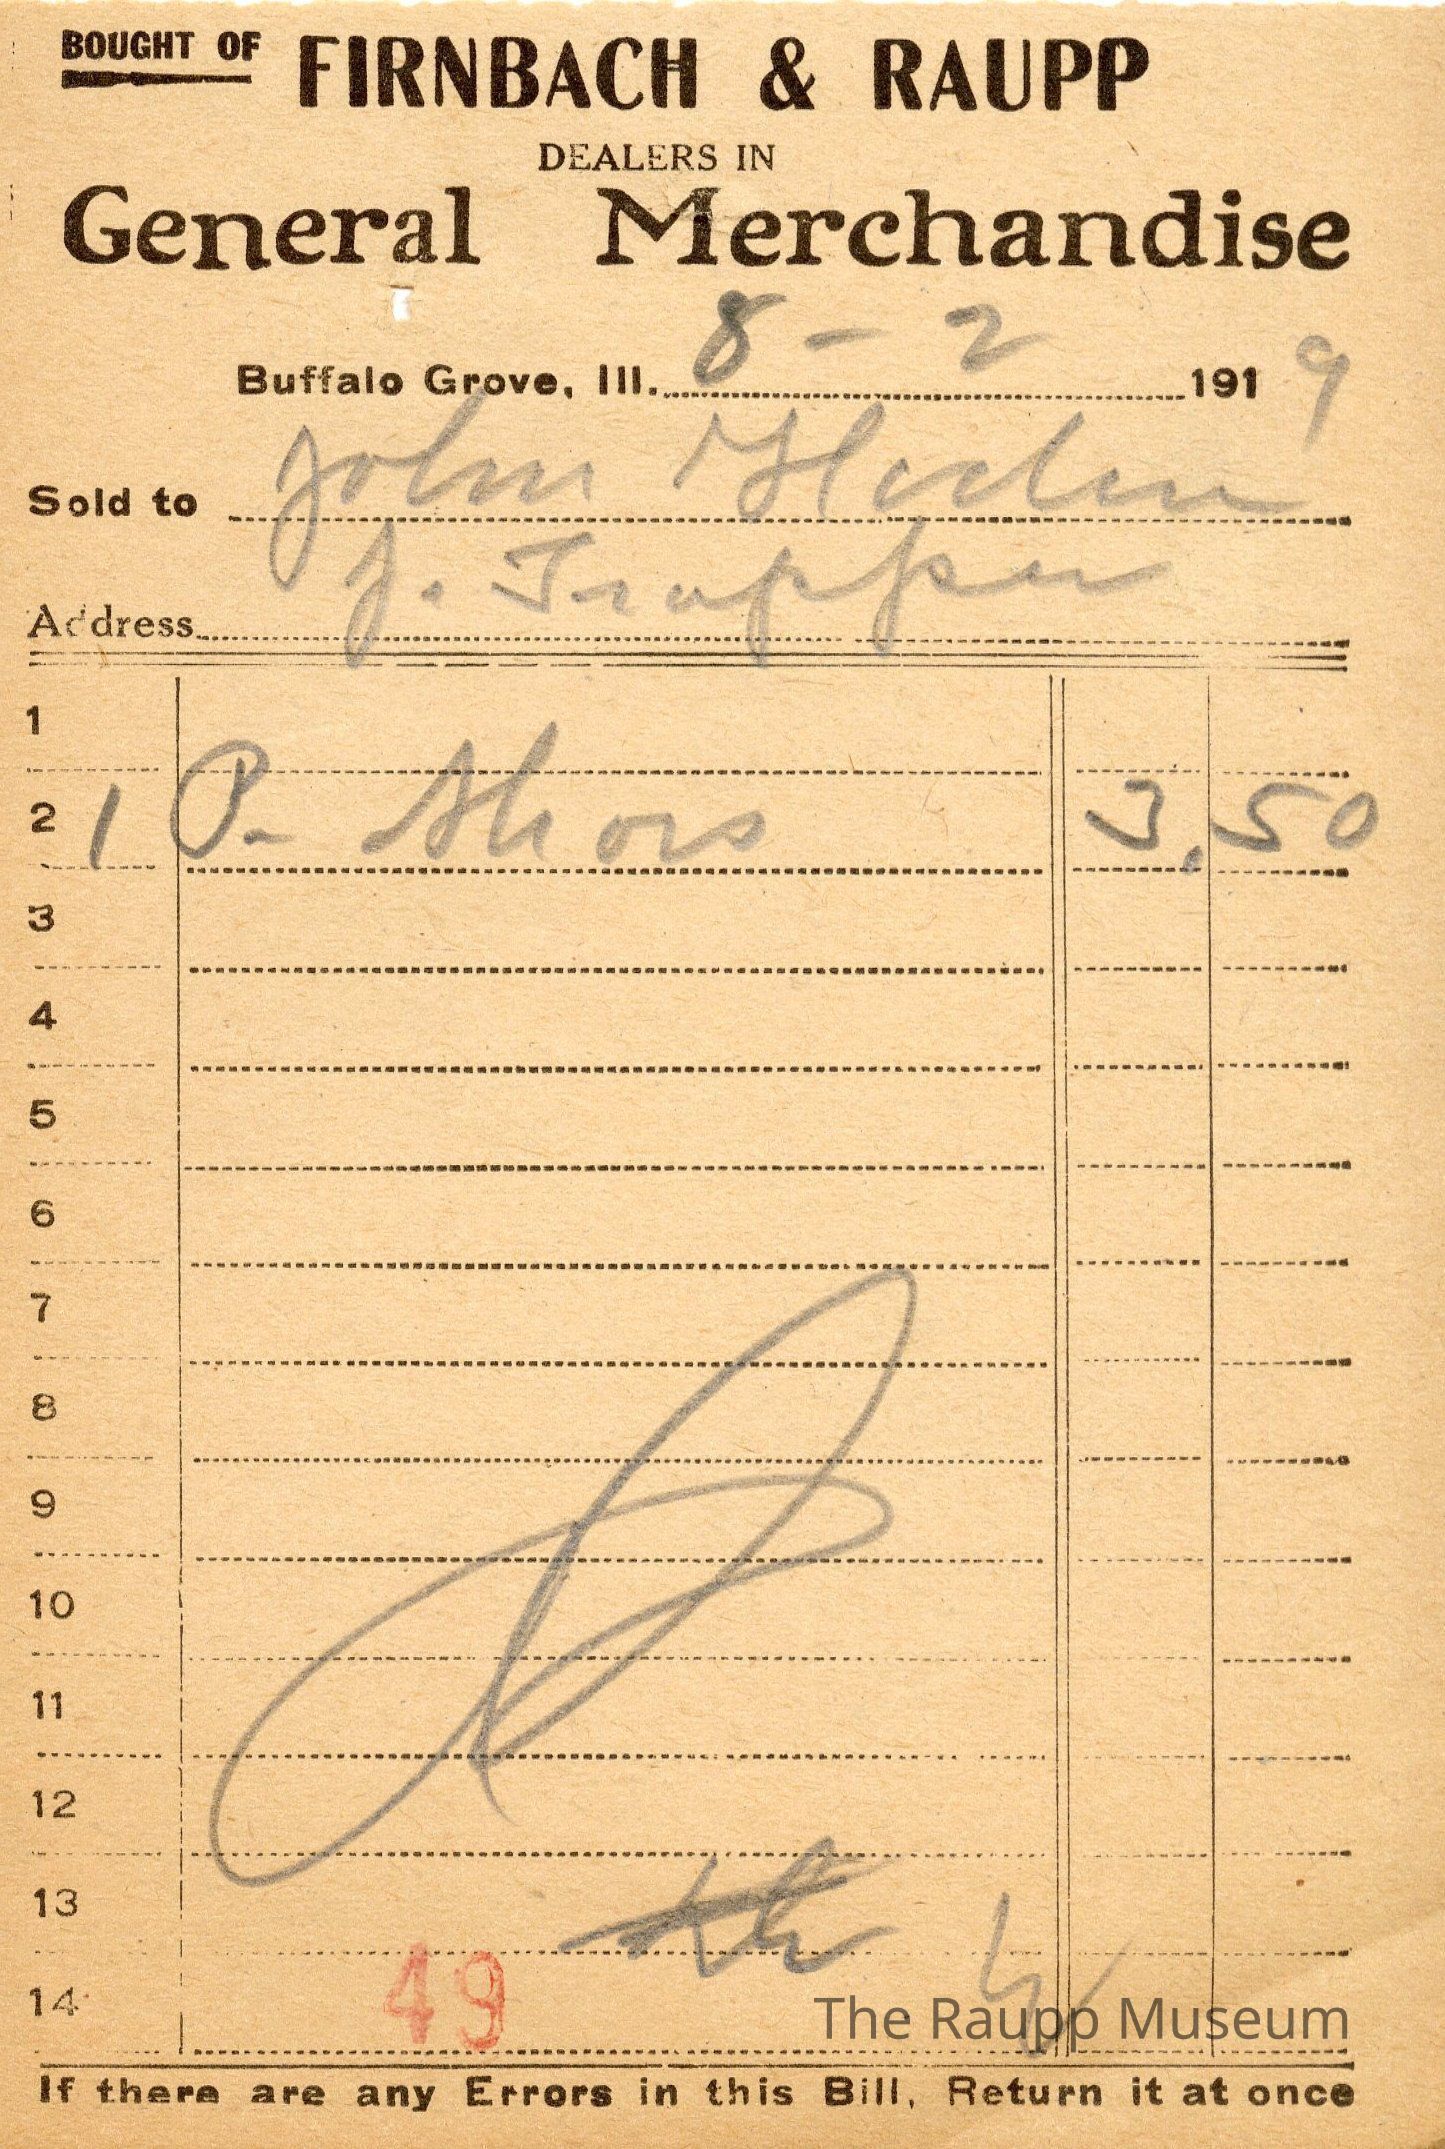 BOUGHT OF FIRNBACH & RAUPP
DEALERS IN
General Merchandise
Buffalo Grove, Ill. 8 - 2 1919
Sold to John
Address J.
1
2 1 P. Shoes 3.50
3
4
5
6
7
8
9
10
11
12
13
14 49
The Raupp Museum
If there are any Errors in this Bill, Return it at once